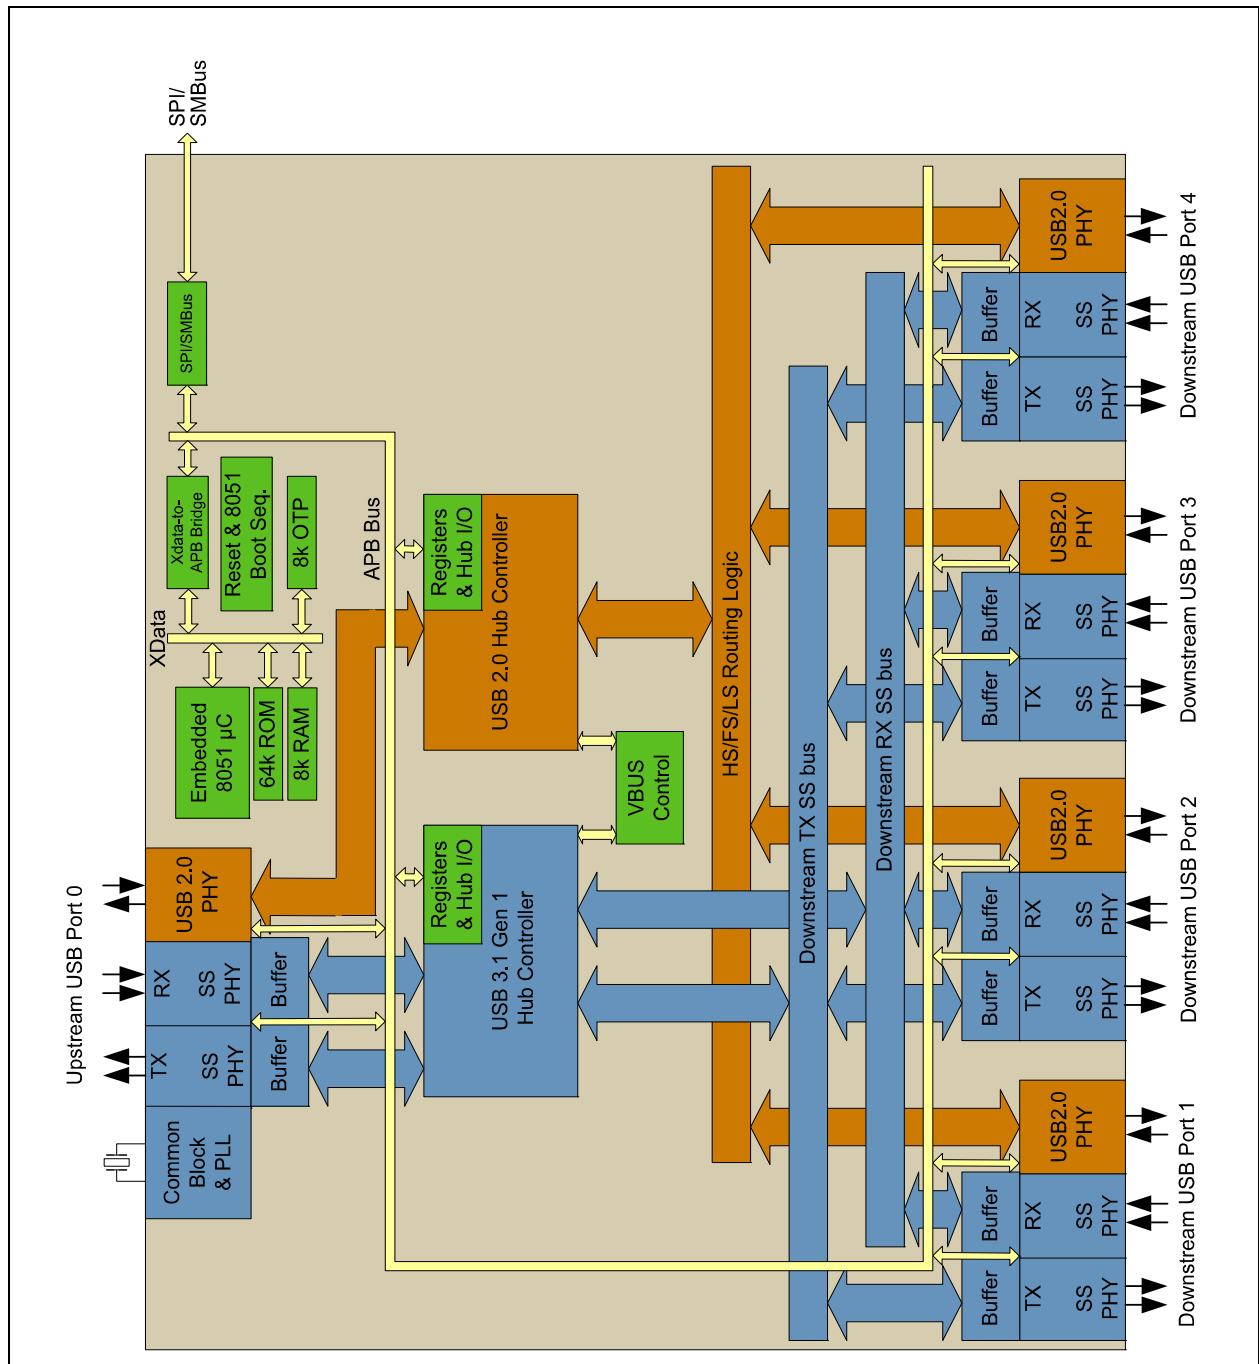 SPI/
SMBus
SPI/SMBus
Xdata-to-
APB Bridge
Reset & 8051
Boot Seq.
8k OTP
XData
Embedded
8051 µC
64k ROM
8k RAM
APB Bus
Registers
& Hub I/O
USB 2.0 Hub Controller
VBUS
Control
Registers
& Hub I/O
USB 3.1 Gen 1
Hub Controller
Upstream USB Port 0
USB 2.0
PHY
RX
SS
PHY
Buffer
TX
SS
PHY
Buffer
Common
Block
& PLL
HS/FS/LS Routing Logic
Downstream TX SS bus
Downstream RX SS bus
USB2.0
PHY
Buffer
RX
SS
PHY
Buffer
TX
SS
PHY
Downstream USB Port 4
USB2.0
PHY
Buffer
RX
SS
PHY
Buffer
TX
SS
PHY
Downstream USB Port 3
USB2.0
PHY
Buffer
RX
SS
PHY
Buffer
TX
SS
PHY
Downstream USB Port 2
USB2.0
PHY
Buffer
RX
SS
PHY
Buffer
TX
SS
PHY
Downstream USB Port 1